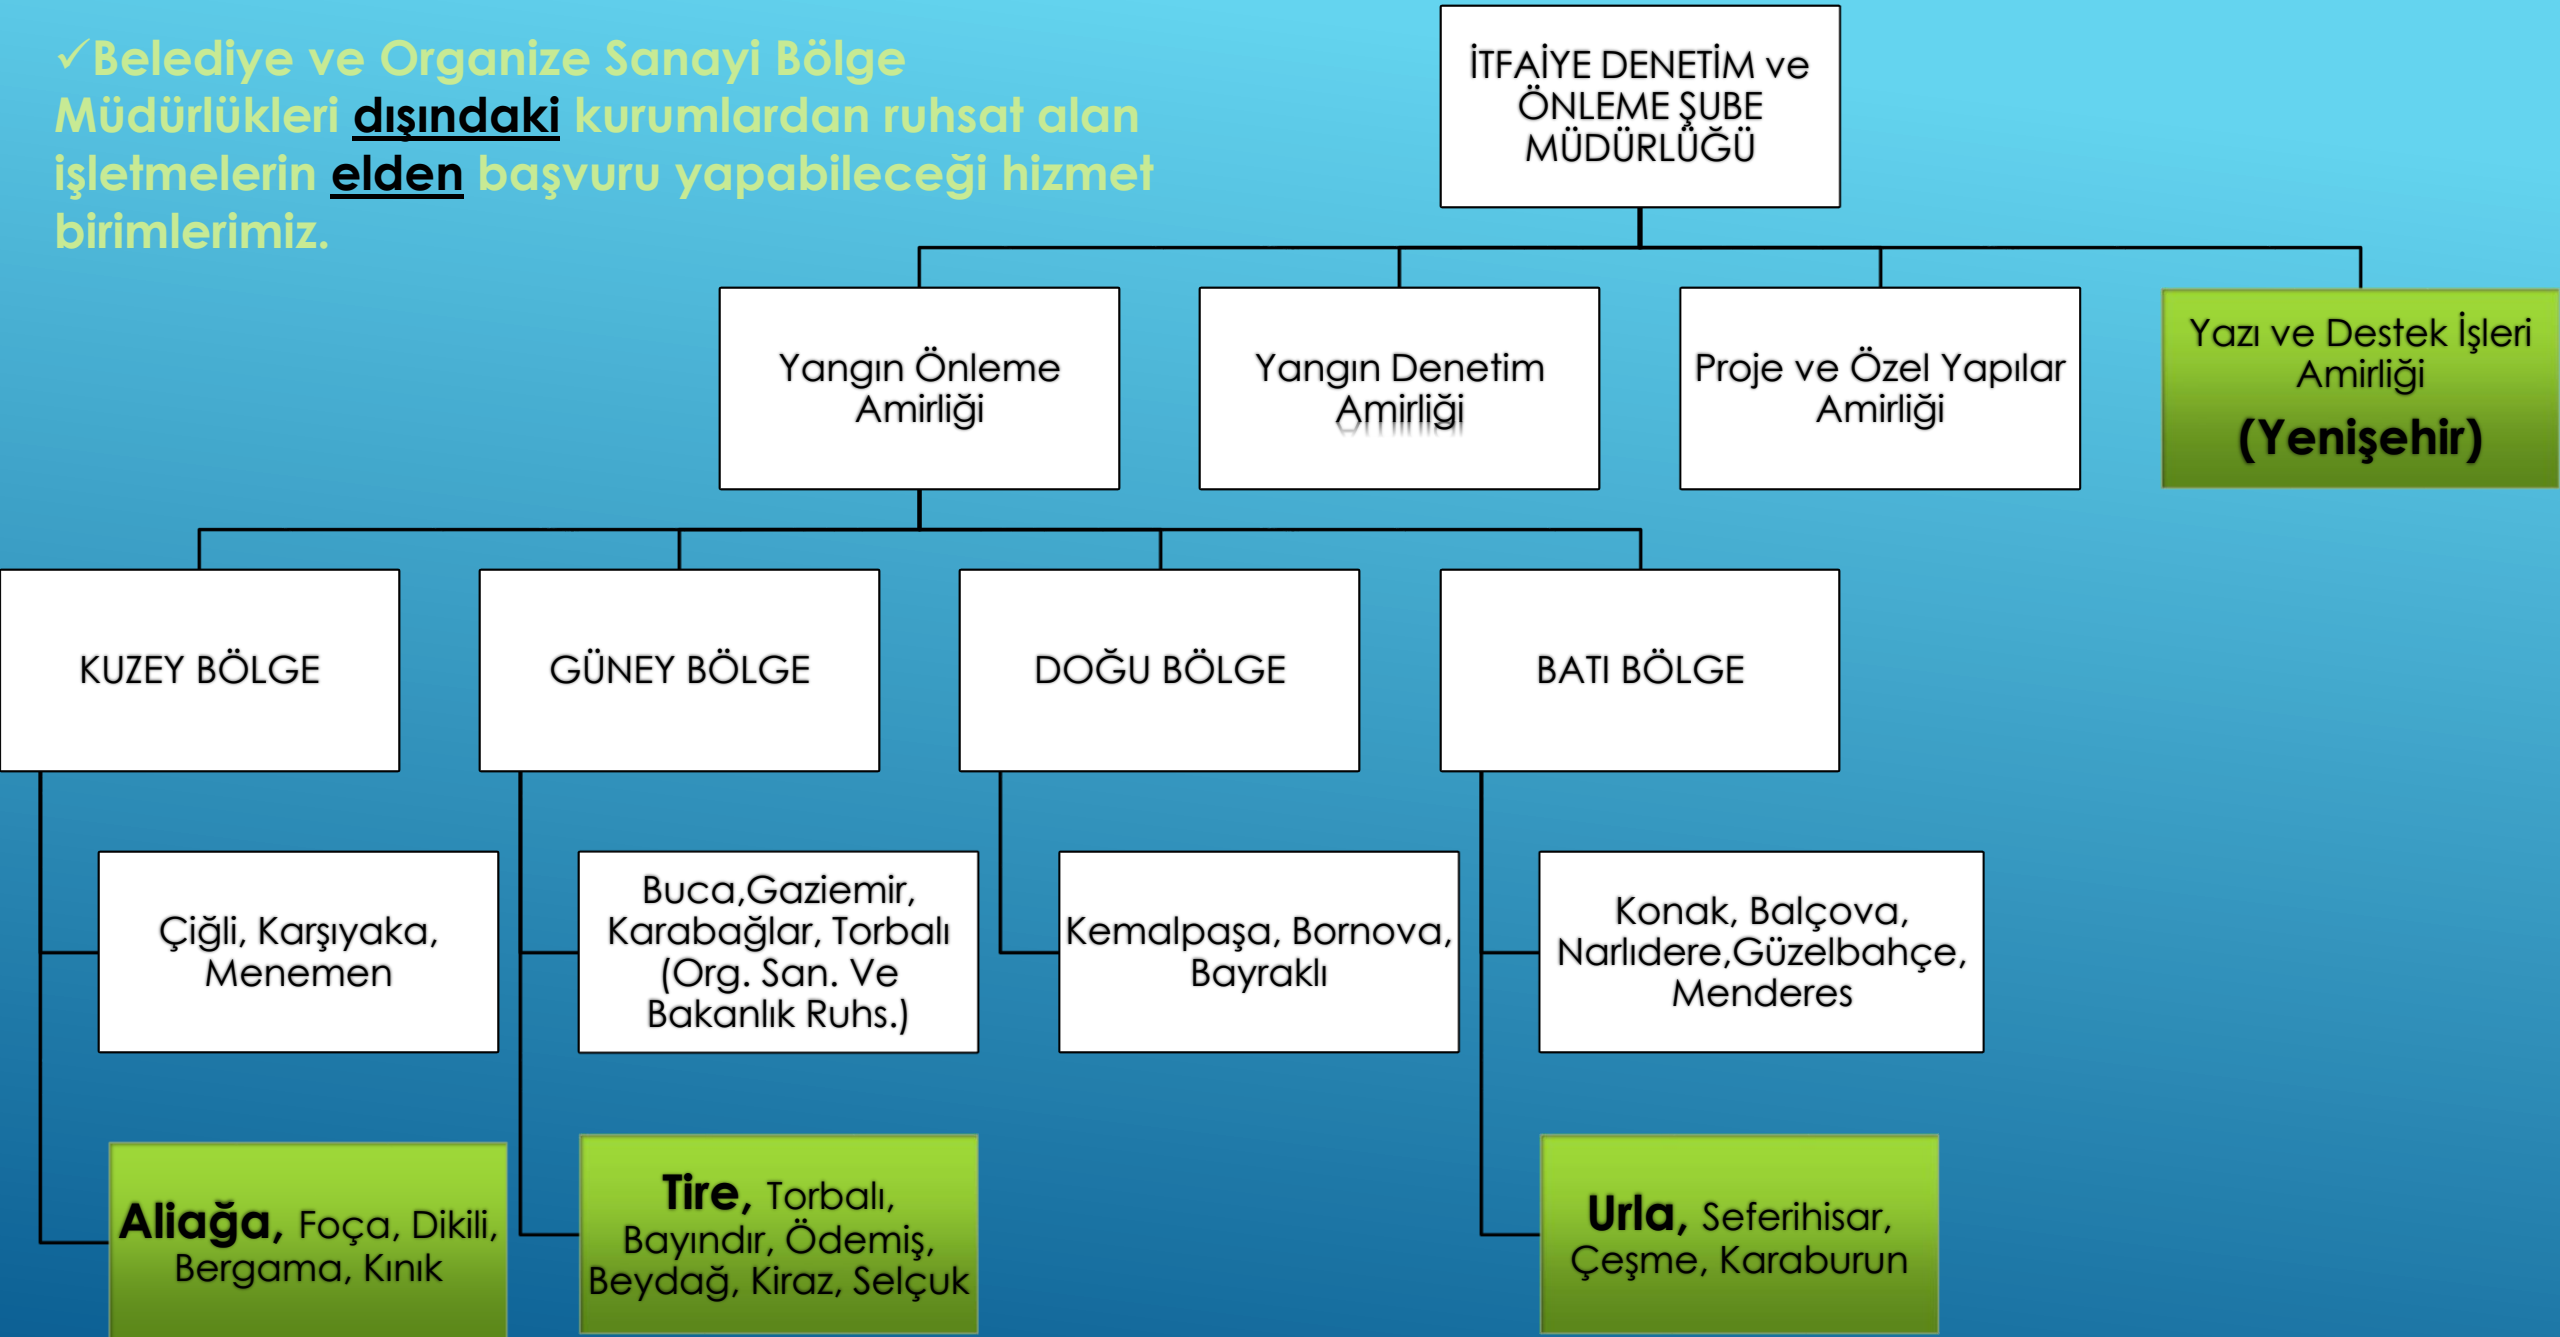 ✓Belediye ve Organize Sanayi Bölge
Müdürlükleri dışındaki kurumlardan ruhsat alan
işletmelerin elden başvuru yapabileceği hizmet
birimlerimiz.
İTFAİYE DENETİM ve
ÖNLEME ŞUBE
MÜDÜRLÜĞÜ
Yangın Önleme
Amirliği
Yangın Denetim
Amirliği
Proje ve Özel Yapılar
Amirliği
Yazı ve Destek İşleri
Amirliği
(Yenişehir)
KUZEY BÖLGE
GÜNEY BÖLGE
DOĞU BÖLGE
BATI BÖLGE
Çiğli, Karşıyaka,
Menemen
Buca,Gaziemir,
Karabağlar, Torbalı
(Org. San. Ve
Bakanlık Ruhs.)
Kemalpaşa, Bornova,
Bayraklı
Konak, Balçova,
Narlıdere,Güzelbahçe,
Menderes
Aliağa, Foça, Dikili,
Bergama, Kınık
Tire, Torbalı,
Bayındır, Ödemiş,
Beydağ, Kiraz, Selçuk
Urla, Seferihisar,
Çeşme, Karaburun